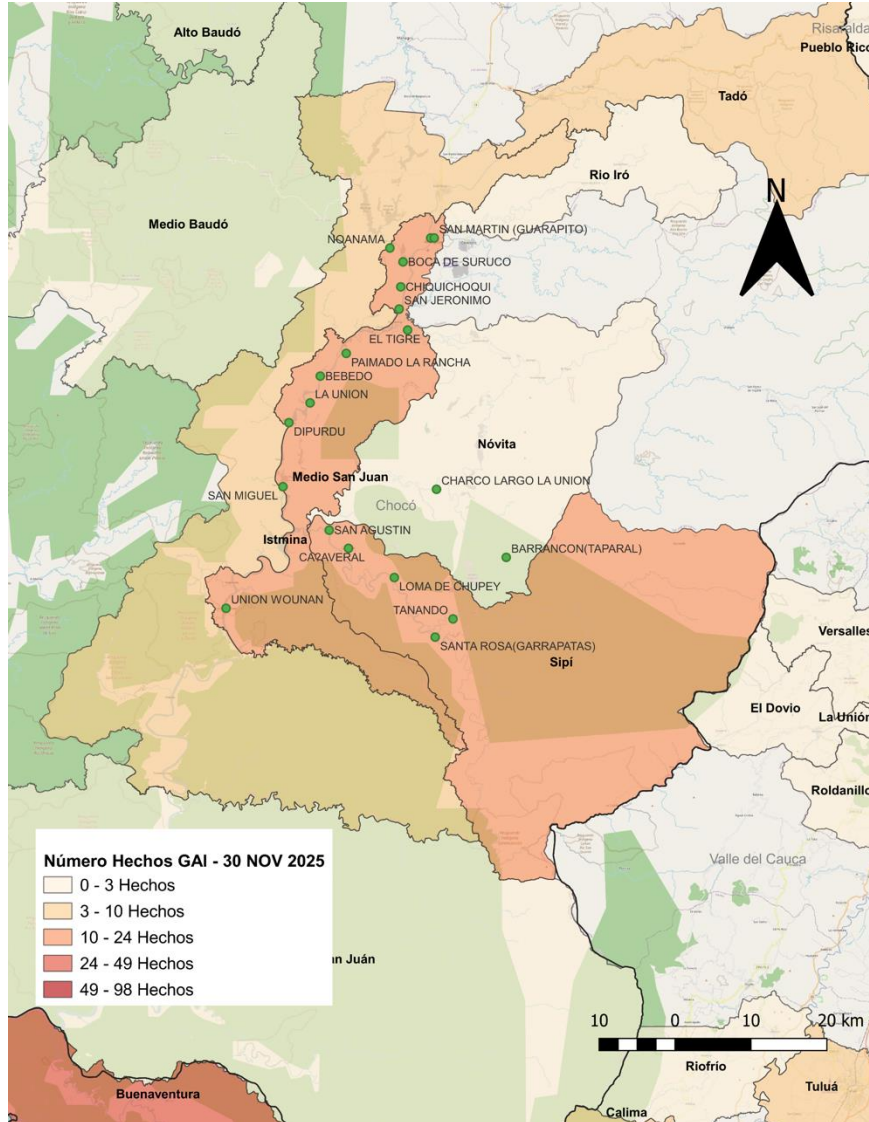 Alto Baudó
Risaralda
Pueblo Rico
Tadó
Rio Iró
N
Medio Baudó
SAN MARTIN (GUARAPITO)
NOANAMA
BOCA DE SURUCO
CHIQUICHOQUI
SAN JERONIMO
EL TIGRE
PAIMADO LA RANCHA
BEBEDO
LA UNION
DIPURDU
Nóvita
Medio San Juan
CHARCO LARGO LA UNION
SAN MIGUEL
Chocó
SAN AGUSTIN
Istmina
CAZAVERAL
BARRANCON(TAPARAL)
LOMA DE CHUPEY
UNION WOUNAN
TANANDO
SANTA ROSA(GARRAPATAS)
Versalles
Sipí
El Dovio
La Unión
Roldanillo
Número Hechos GAI - 30 NOV 2025
0 - 3 Hechos
3 - 10 Hechos
10 - 24 Hechos
24 - 49 Hechos
49 - 98 Hechos
Valle del Cauca
an Juán
10 0 10 20 km
Riofrío
Tuluá
Buenaventura
Calima